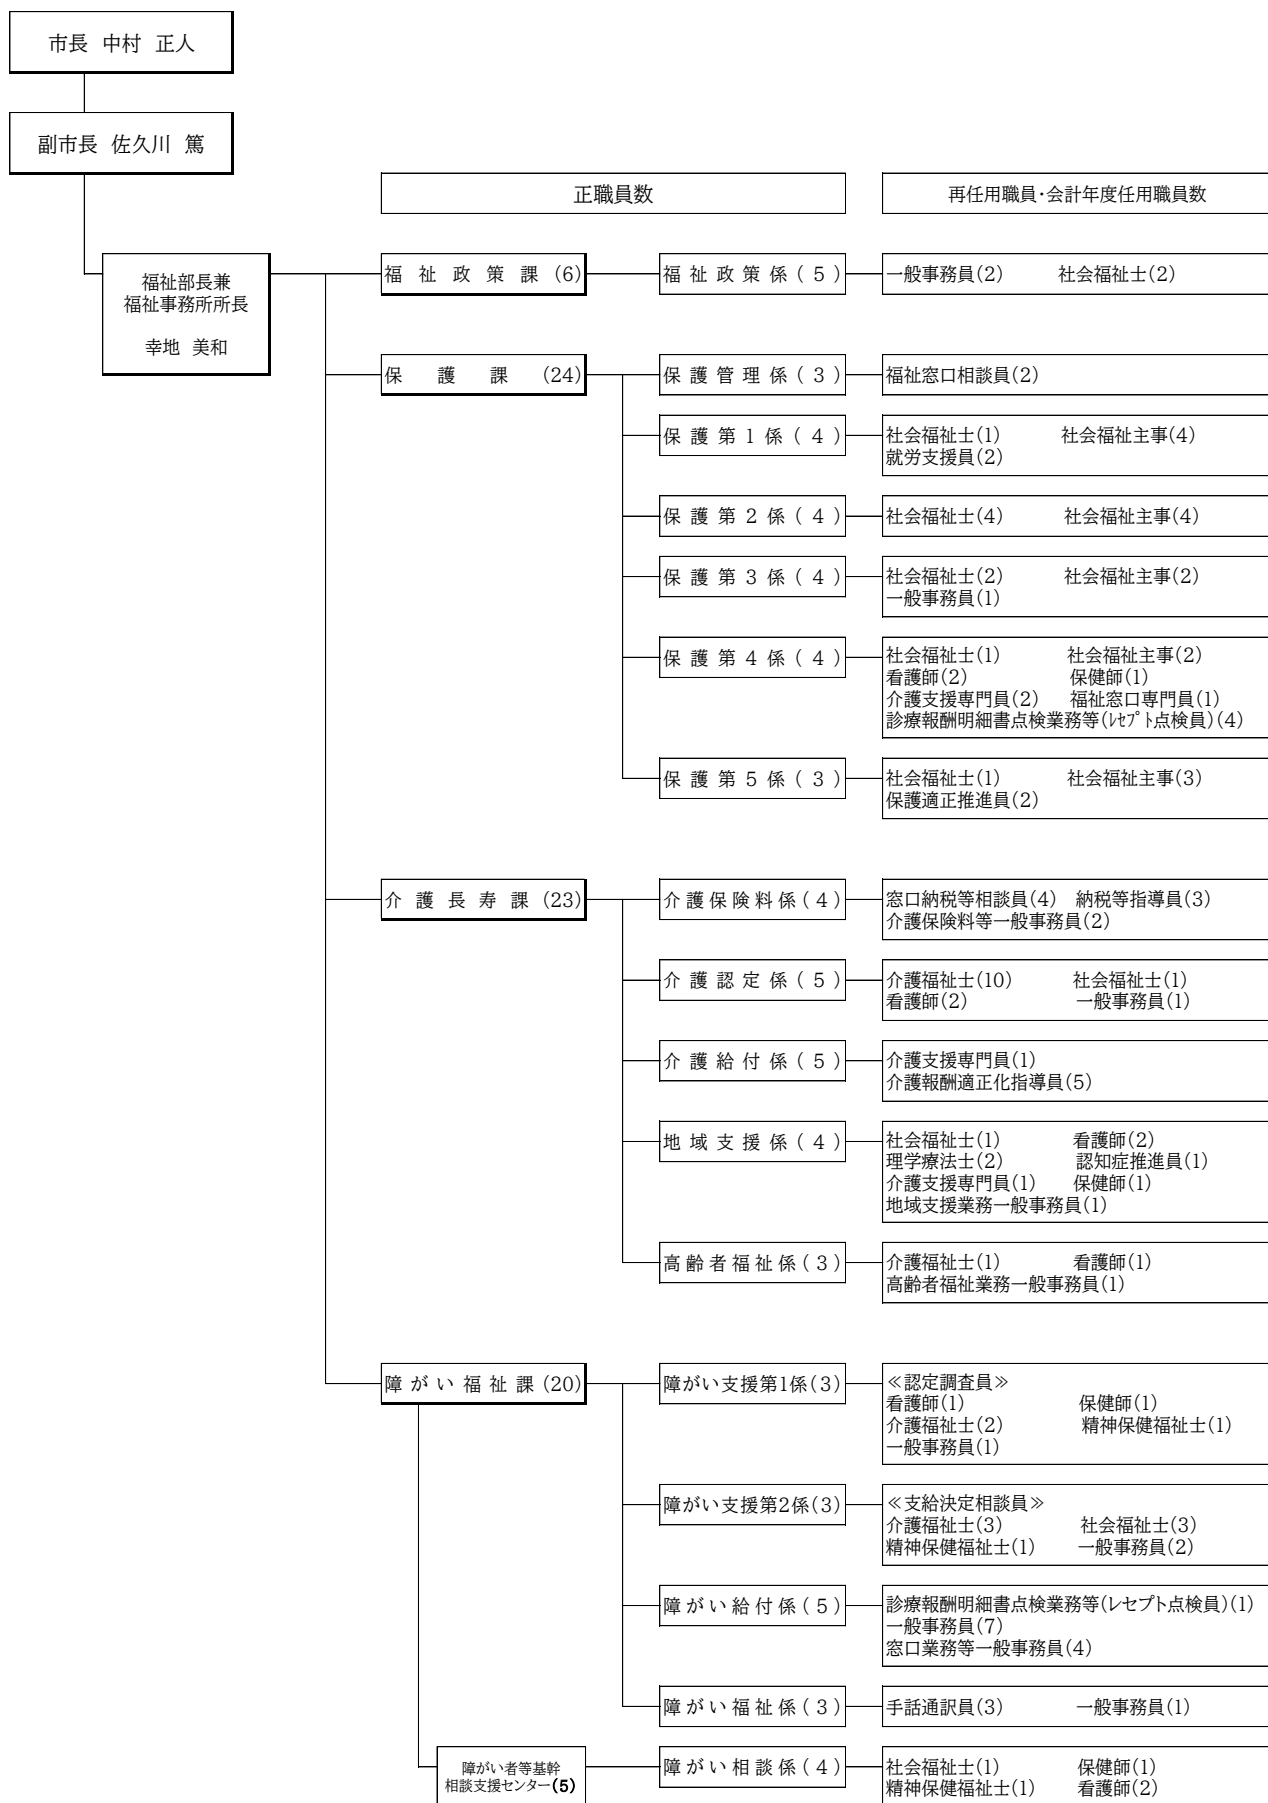 市長 中村 正人
副市長 佐久川 篤
正職員数
再任用職員・会計年度任用職員数
福祉部長兼
福祉事務所所長
幸地 美和
福祉政策課(6)
福祉政策係(5)
一般事務員(2) 社会福祉士(2)
保護課(24)
保護管理係(3)
福祉窓口相談員(2)
保護第1係(4)
社会福祉士(1) 社会福祉主事(4)
就労支援員(2)
保護第2係(4)
社会福祉士(4) 社会福祉主事(4)
保護第3係(4)
社会福祉士(2) 社会福祉主事(2)
一般事務員(1)
保護第4係(4)
社会福祉士(1) 社会福祉主事(2)
看護師(2) 保健師(1)
介護支援専門員(2) 福祉窓口専門員(1)
診療報酬明細書点検業務等(ﾚｾﾌﾟﾄ点検員)(4)
保護第5係(3)
社会福祉士(1) 社会福祉主事(3)
保護適正推進員(2)
介護長寿課(23)
介護保険料係(4)
窓口納税等相談員(4) 納税等指導員(3)
介護保険料等一般事務員(2)
介護認定係(5)
介護福祉士(10) 社会福祉士(1)
看護師(2) 一般事務員(1)
介護給付係(5)
介護支援専門員(1)
介護報酬適正化指導員(5)
地域支援係(4)
社会福祉士(1) 看護師(2)
理学療法士(2) 認知症推進員(1)
介護支援専門員(1) 保健師(1)
地域支援業務一般事務員(1)
高齢者福祉係(3)
介護福祉士(1) 看護師(1)
高齢者福祉業務一般事務員(1)
障がい福祉課(20)
障がい支援第1係(3)
≪認定調査員≫
看護師(1) 保健師(1)
介護福祉士(2) 精神保健福祉士(1)
一般事務員(1)
障がい支援第2係(3)
≪支給決定相談員≫
介護福祉士(3) 社会福祉士(3)
精神保健福祉士(1) 一般事務員(2)
障がい給付係(5)
診療報酬明細書点検業務等(レセプト点検員)(1)
一般事務員(7)
窓口業務等一般事務員(4)
障がい福祉係(3)
手話通訳員(3) 一般事務員(1)
障がい者等基幹
相談支援センター(5)
障がい相談係(4)
社会福祉士(1) 保健師(1)
精神保健福祉士(1) 看護師(2)